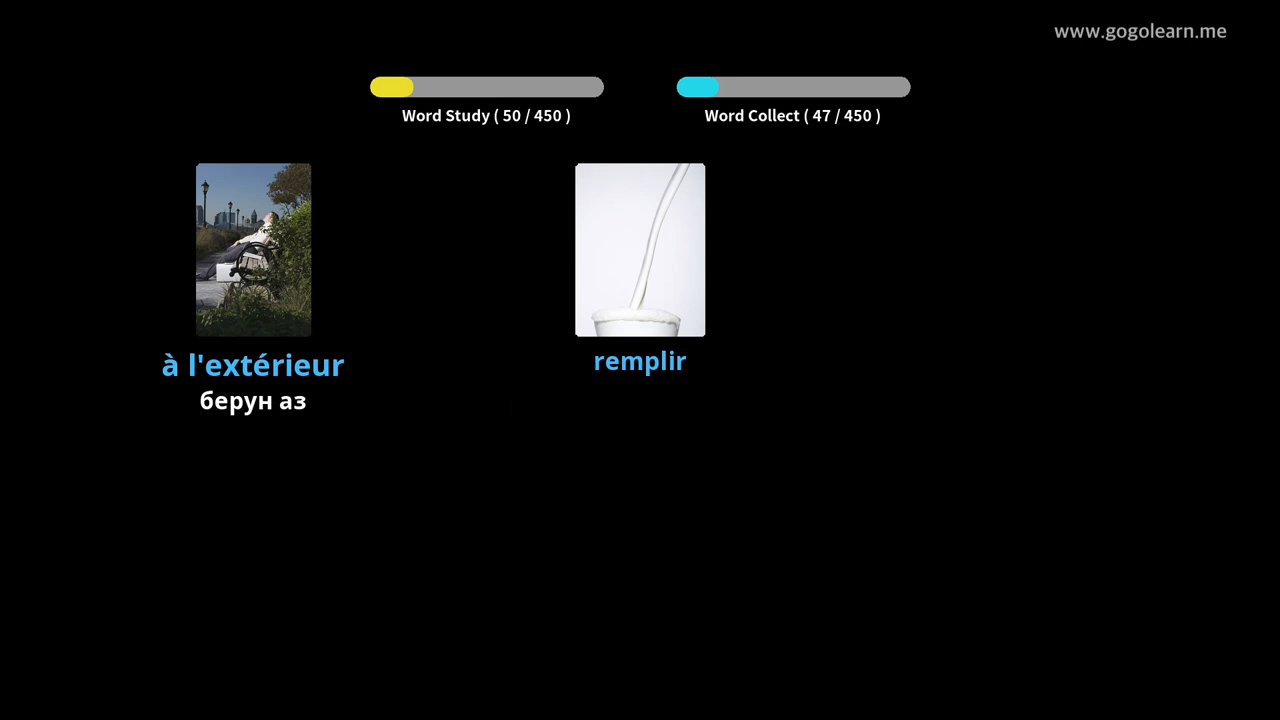 www.gogolearn.me
Word Study ( 50 / 450 )
Word Collect ( 47 / 450 )
à l'extérieur
берун аз
remplir